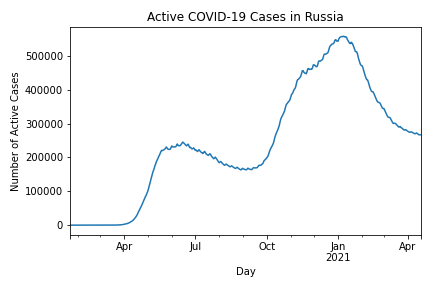 Active COVID-19 Cases in Russia
Number of Active Cases
500000
400000
300000
200000
100000
0
Apr
Jul
Oct
Jan
2021
Apr
Day